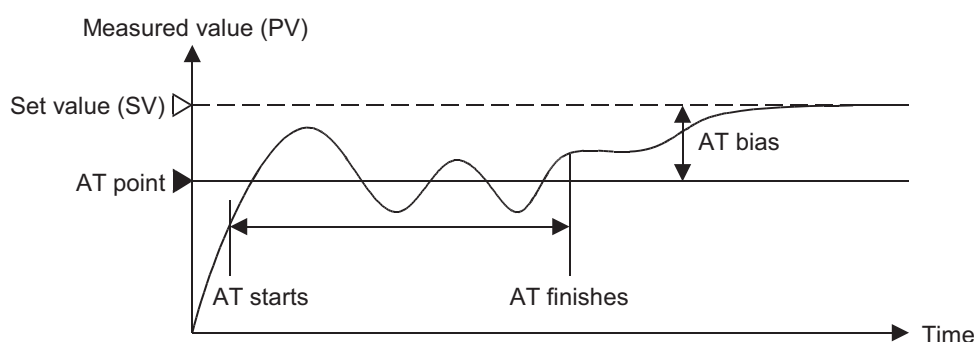 Measured value (PV)
Set value (SV)
AT bias
AT point
AT starts
AT finishes
Time